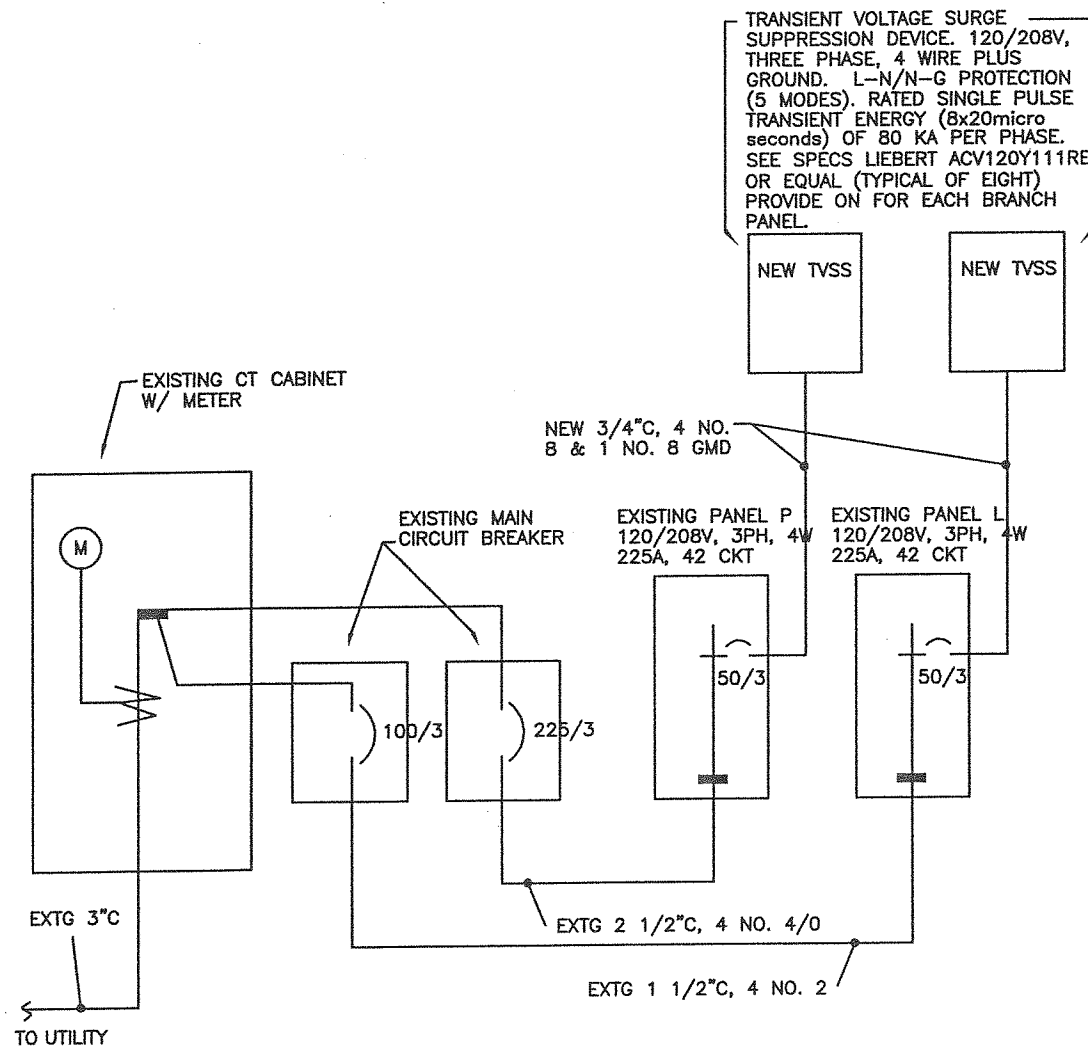 TRANSIENT VOLTAGE SURGE
SUPPRESSION DEVICE. 120/208V,
THREE PHASE, 4 WIRE PLUS
GROUND. L-N/N-G PROTECTION
(5 MODES). RATED SINGLE PULSE
TRANSIENT ENERGY (8x20micro
seconds) OF 80 KA PER PHASE.
SEE SPECS LIEBERT ACV120Y111RE
OR EQUAL (TYPICAL OF EIGHT)
PROVIDE ON FOR EACH BRANCH
PANEL.
NEW TVSS
NEW TVSS
EXISTING CT CABINET
W/ METER
NEW 3/4"C, 4 NO.
8 & 1 NO. 8 GMD
EXISTING MAIN
CIRCUIT BREAKER
EXISTING PANEL P
120/208V, 3PH, 4W
225A, 42 CKT
EXISTING PANEL L
120/208V, 3PH, 4W
225A, 42 CKT
M
50/3
50/3
100/3
225/3
EXTG 3"C
EXTG 2 1/2"C, 4 NO. 4/0
EXTG 1 1/2"C, 4 NO. 2
TO UTILITY